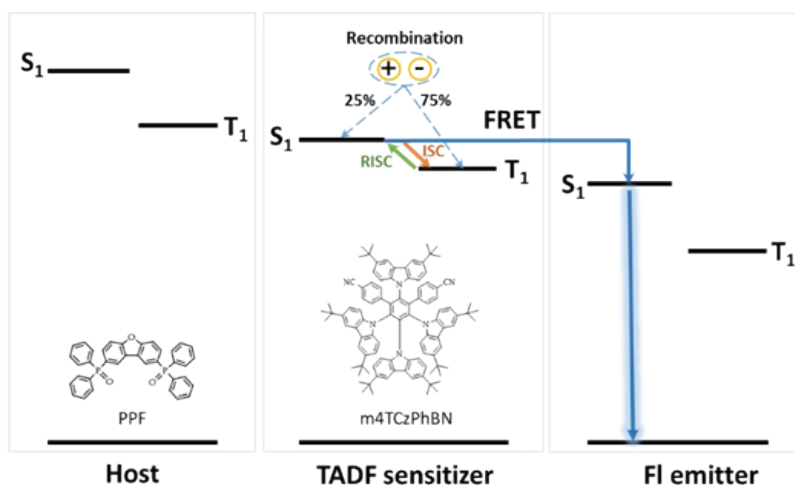 Recombination
+ -
25% 75%
S1
T1
S1
RISC
ISC
T1
FRET
S1
T1
O
P P
O O
PPF
NC CN
N
N N
N
m4TCzPhBN
Host
TADF sensitizer
Fl emitter